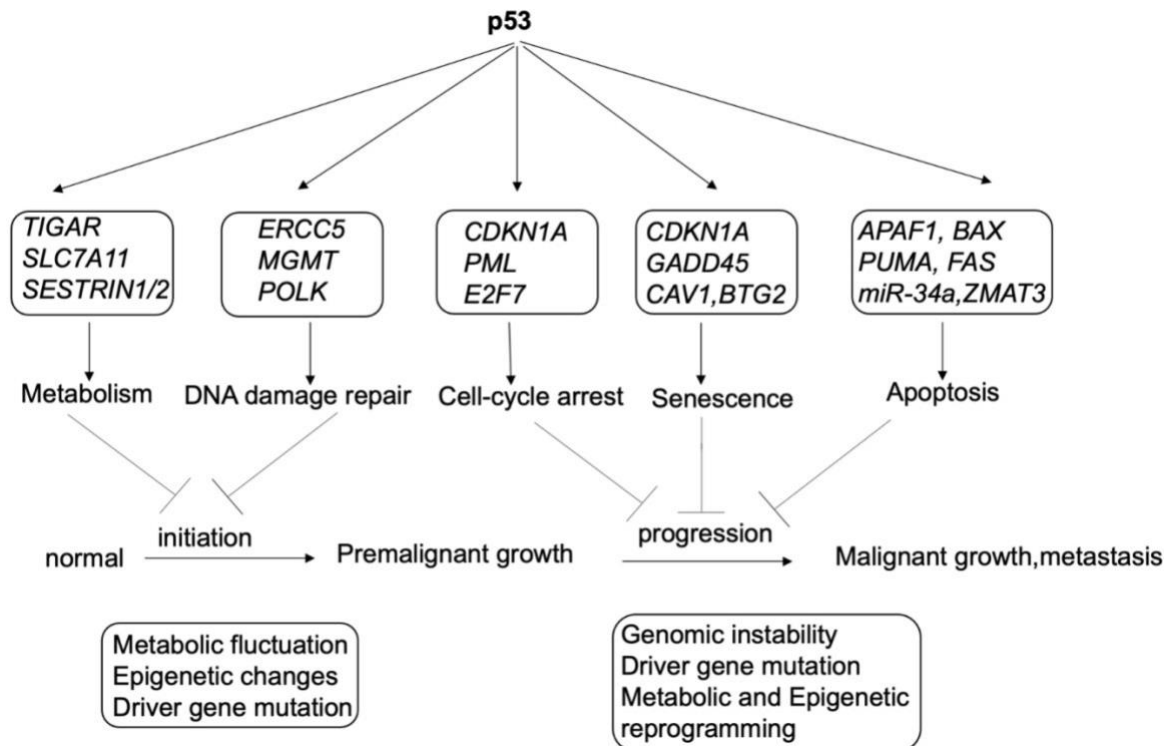 p53
TIGAR
SLC7A11
SESTRIN1/2
ERCC5
MGMT
POLK
CDKN1A
PML
E2F7
CDKN1A
GADD45
CAV1,BTG2
APAF1, BAX
PUMA, FAS
miR-34a,ZMAT3
Metabolism
DNA damage repair
Cell-cycle arrest
Senescence
Apoptosis
normal
initiation
Premalignant growth
progression
Malignant growth,metastasis
Metabolic fluctuation
Epigenetic changes
Driver gene mutation
Genomic instability
Driver gene mutation
Metabolic and Epigenetic
reprogramming